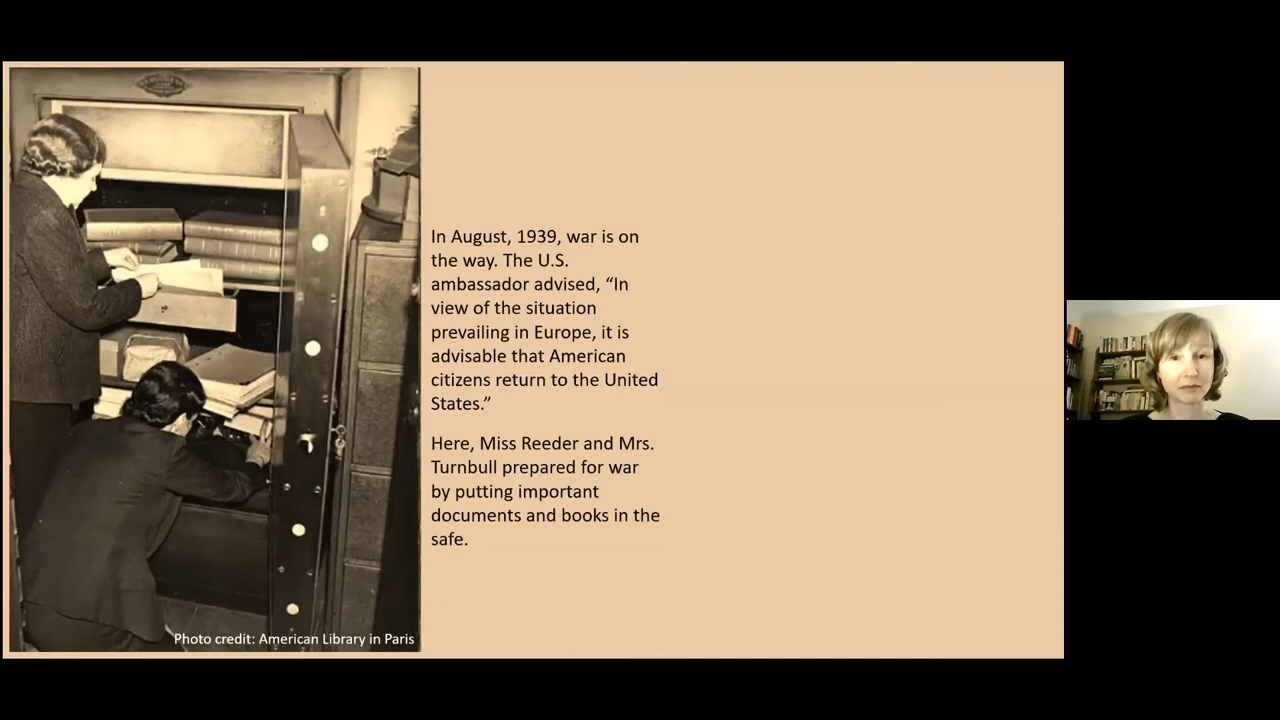 In August, 1939, war is on
the way. The U.S.
ambassador advised, “In
view of the situation
prevailing in Europe, it is
advisable that American
citizens return to the United
States.”
Here, Miss Reeder and Mrs.
Turnbull prepared for war
by putting important
documents and books in the
safe.
Photo credit: American Library in Paris